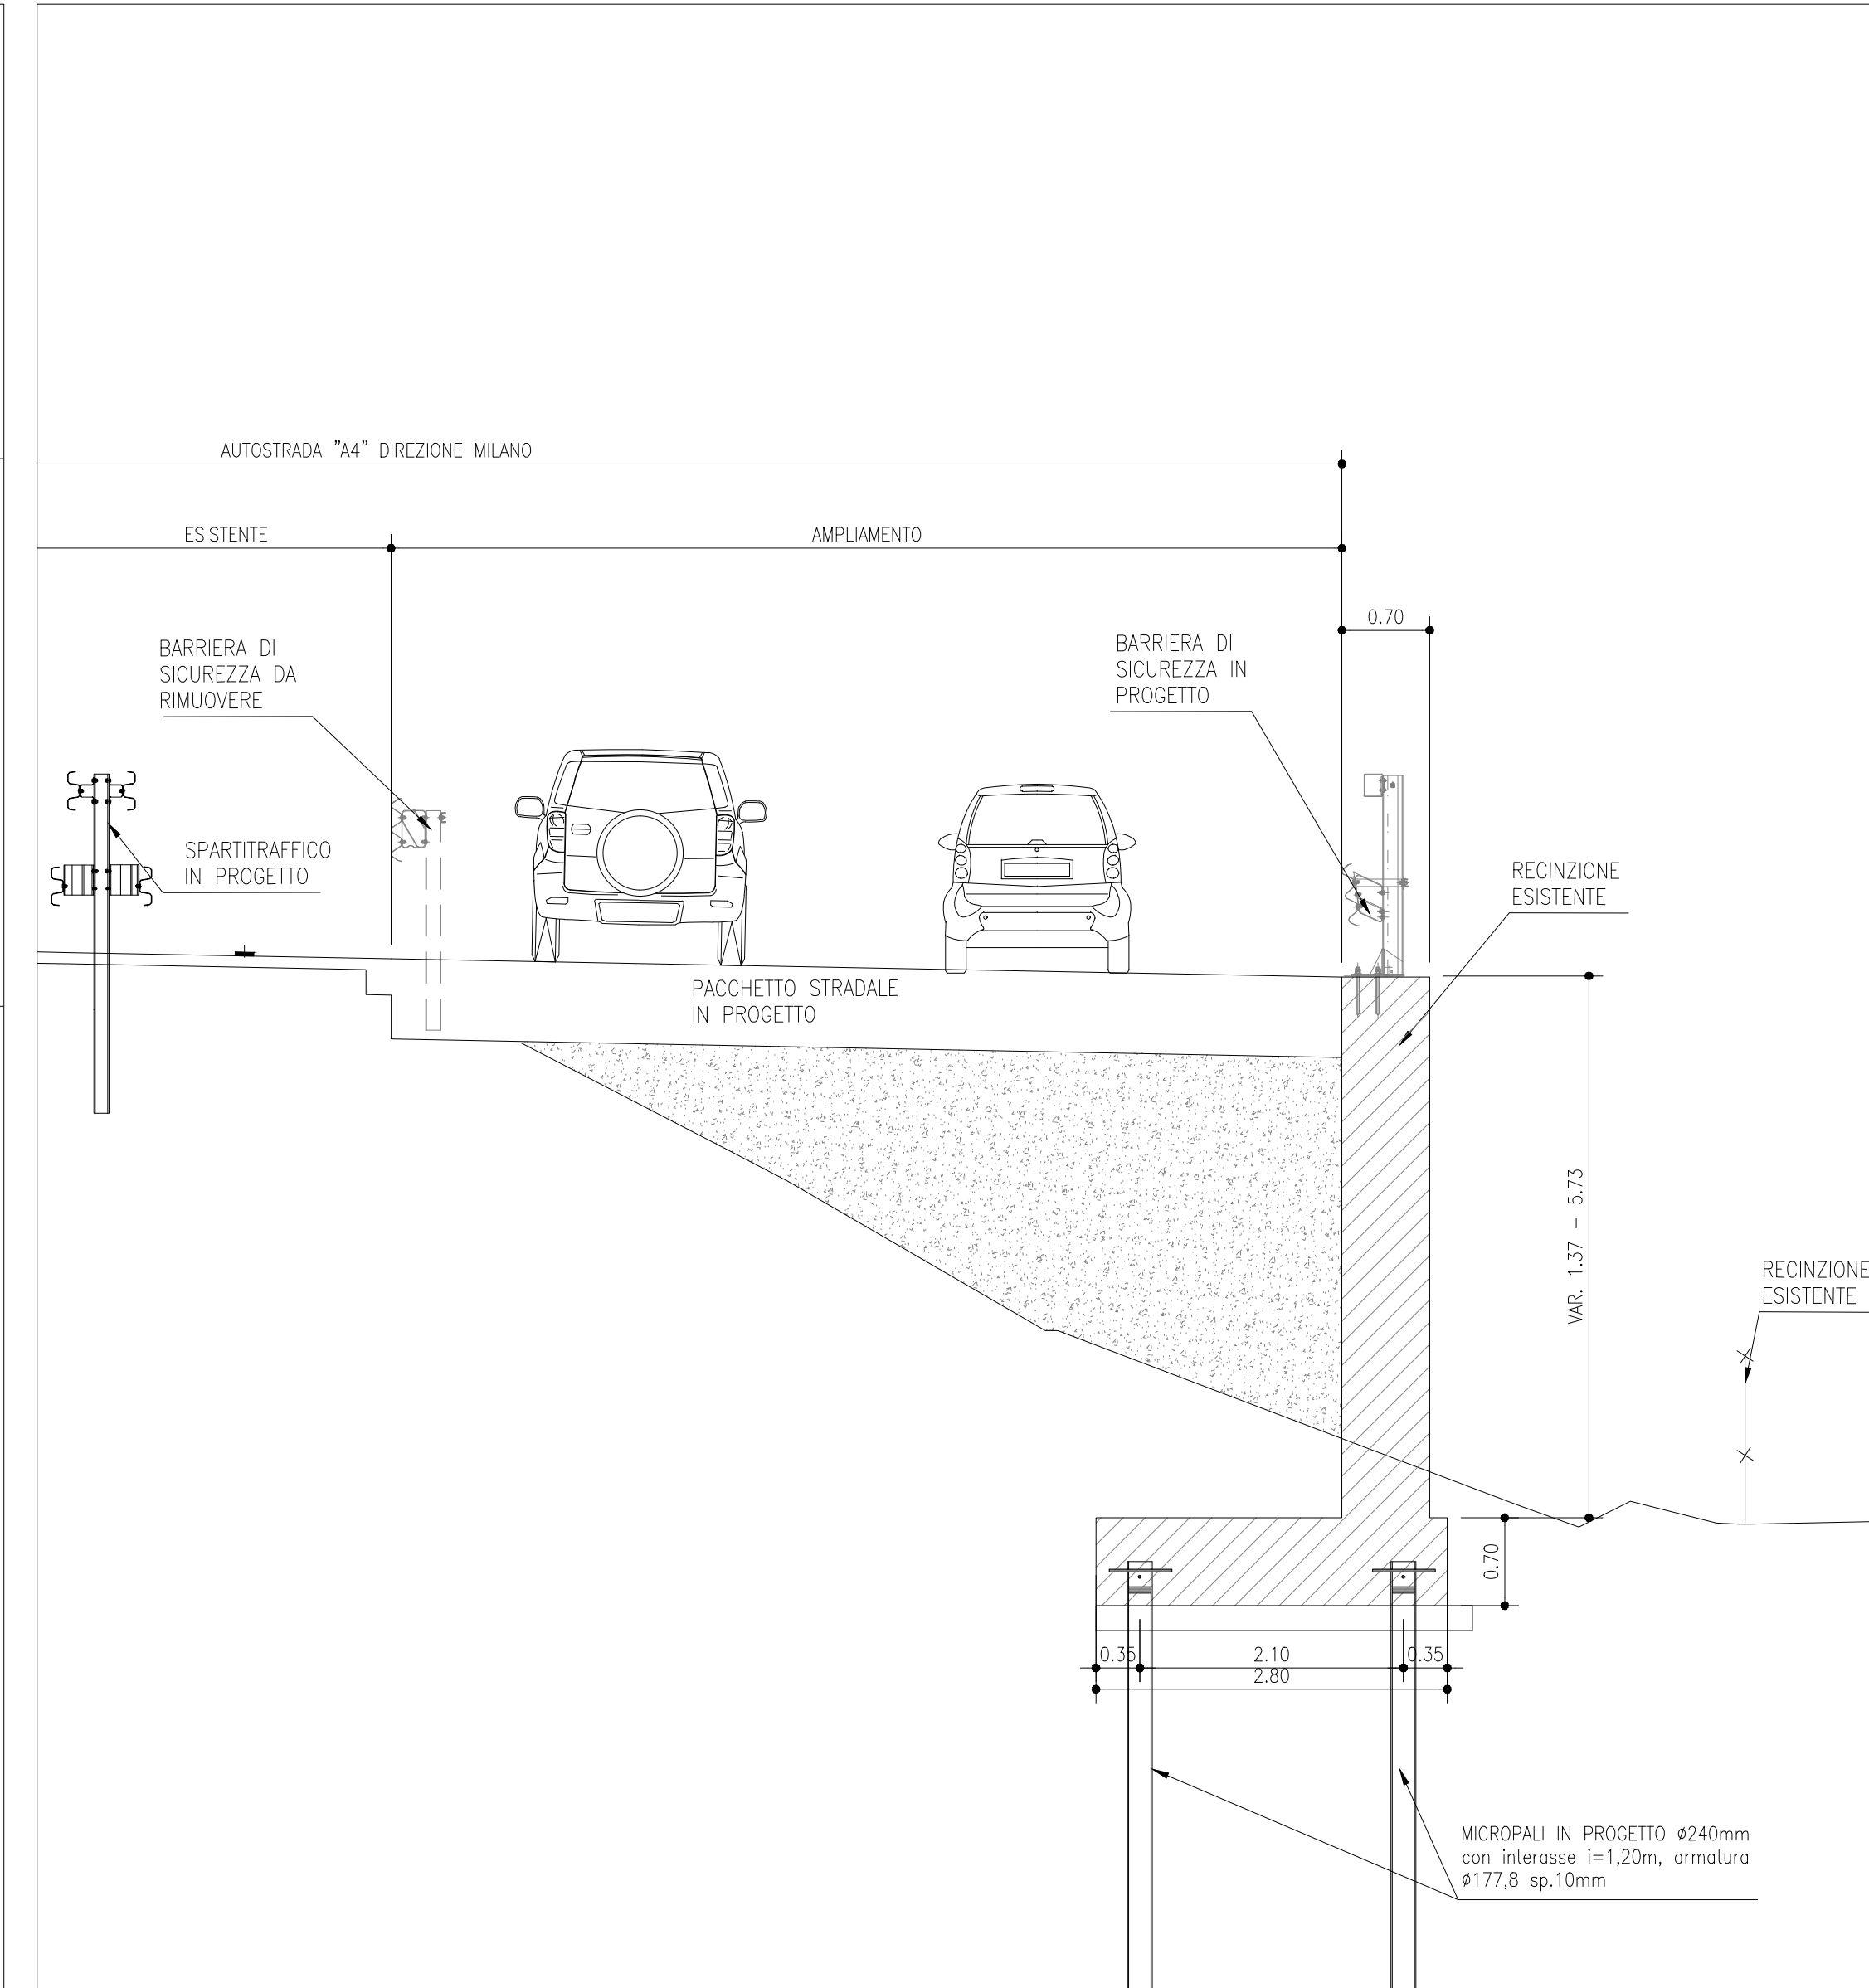 AUTOSTRADA "A4" DIREZIONE MILANO
ESISTENTE
AMPLIAMENTO
0.70
BARRIERA DI
SICUREZZA DA
RIMUOVERE
BARRIERA DI
SICUREZZA IN
PROGETTO
SPARTITRAFFICO
IN PROGETTO
RECINZIONE
ESISTENTE
PACCHETTO STRADALE
IN PROGETTO
VAR. 1.37 - 5.73
RECINZIONE
ESISTENTE
0.70
0.35 2.10 0.35
2.80
MICROPALI IN PROGETTO ø240mm
con interasse i=1,20m, armatura
ø177,8 sp.10mm